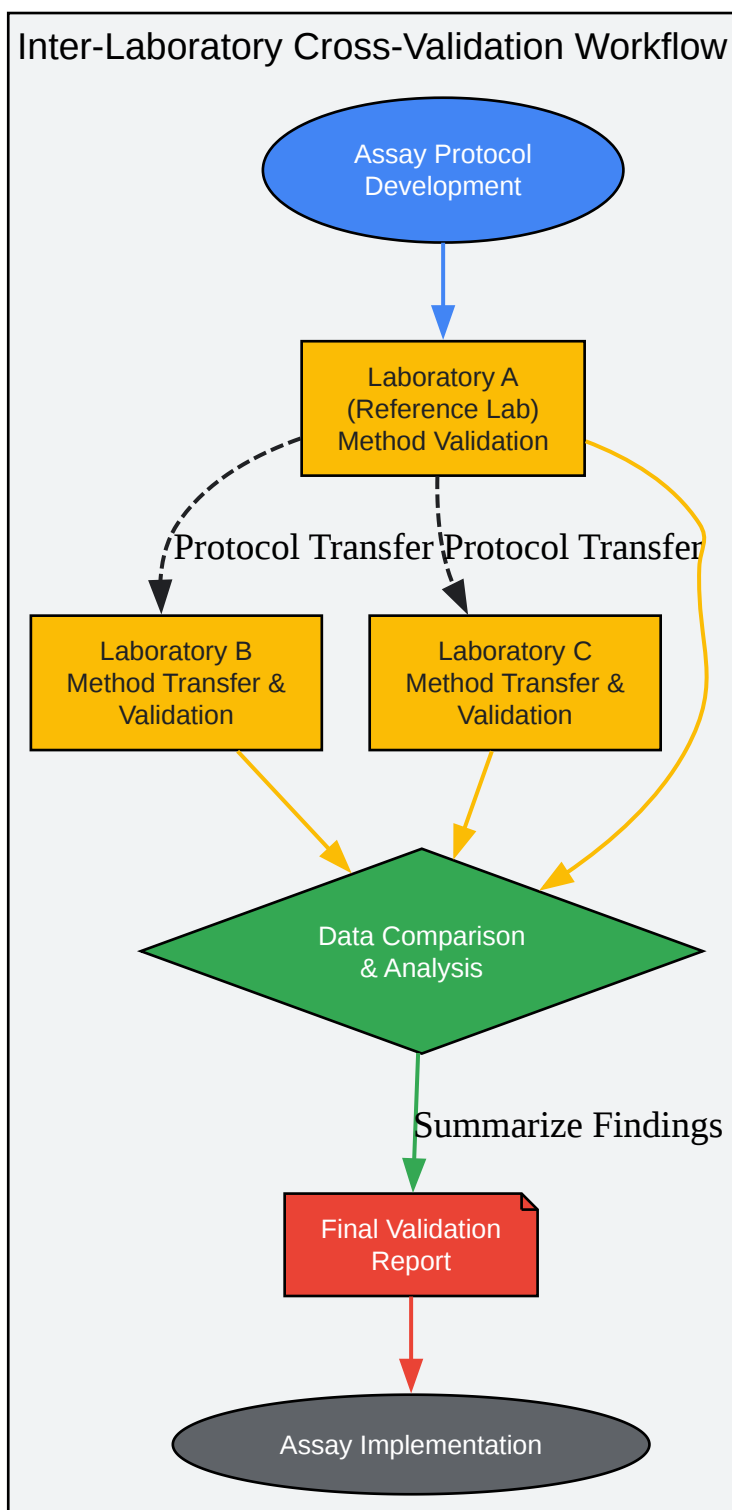 Inter-Laboratory Cross-Validation Workflow
Assay Protocol
Development
Laboratory A
(Reference Lab)
Method Validation
Protocol Transfer
Protocol Transfer
Laboratory B
Method Transfer &
Validation
Laboratory C
Method Transfer &
Validation
Data Comparison
& Analysis
Summarize Findings
Final Validation
Report
Assay Implementation